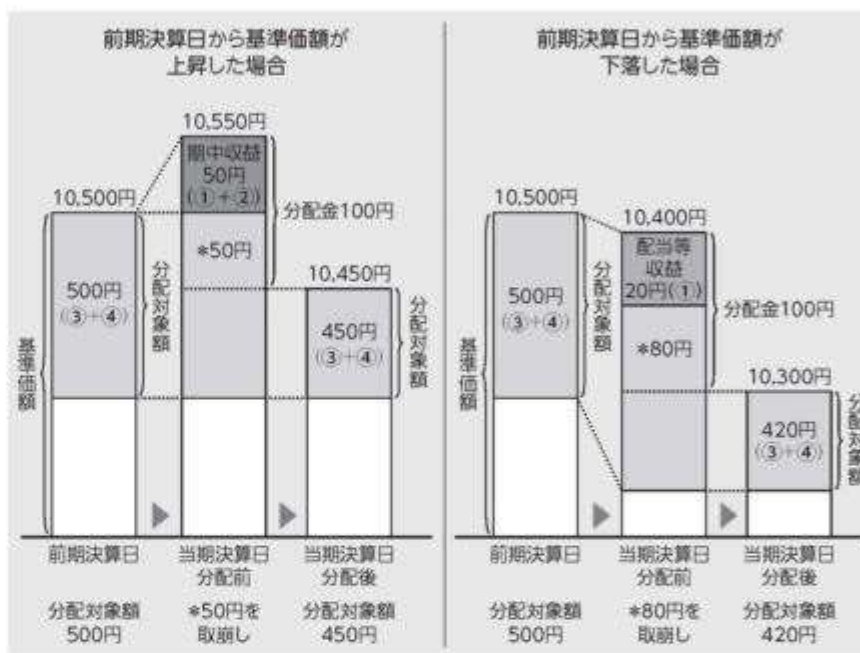 前期決算日から基準価額が
上昇した場合
10,550円
期中収益
50円
(①+②)
10,500円
分配金100円
*50円
10,450円
500円
(③+④)
分配対象額
450円
(③+④)
分配対象額
基準価額
前期決算日
当期決算日
分配前
当期決算日
分配後
分配対象額
500円
*50円を
取崩し
分配対象額
450円
前期決算日から基準価額が
下落した場合
10,500円
10,400円
配当等
収益
20円(①)
分配金100円
500円
(③+④)
分配対象額
*80円
10,300円
420円
(③+④)
分配対象額
基準価額
前期決算日
当期決算日
分配前
当期決算日
分配後
分配対象額
500円
*80円を
取崩し
分配対象額
420円